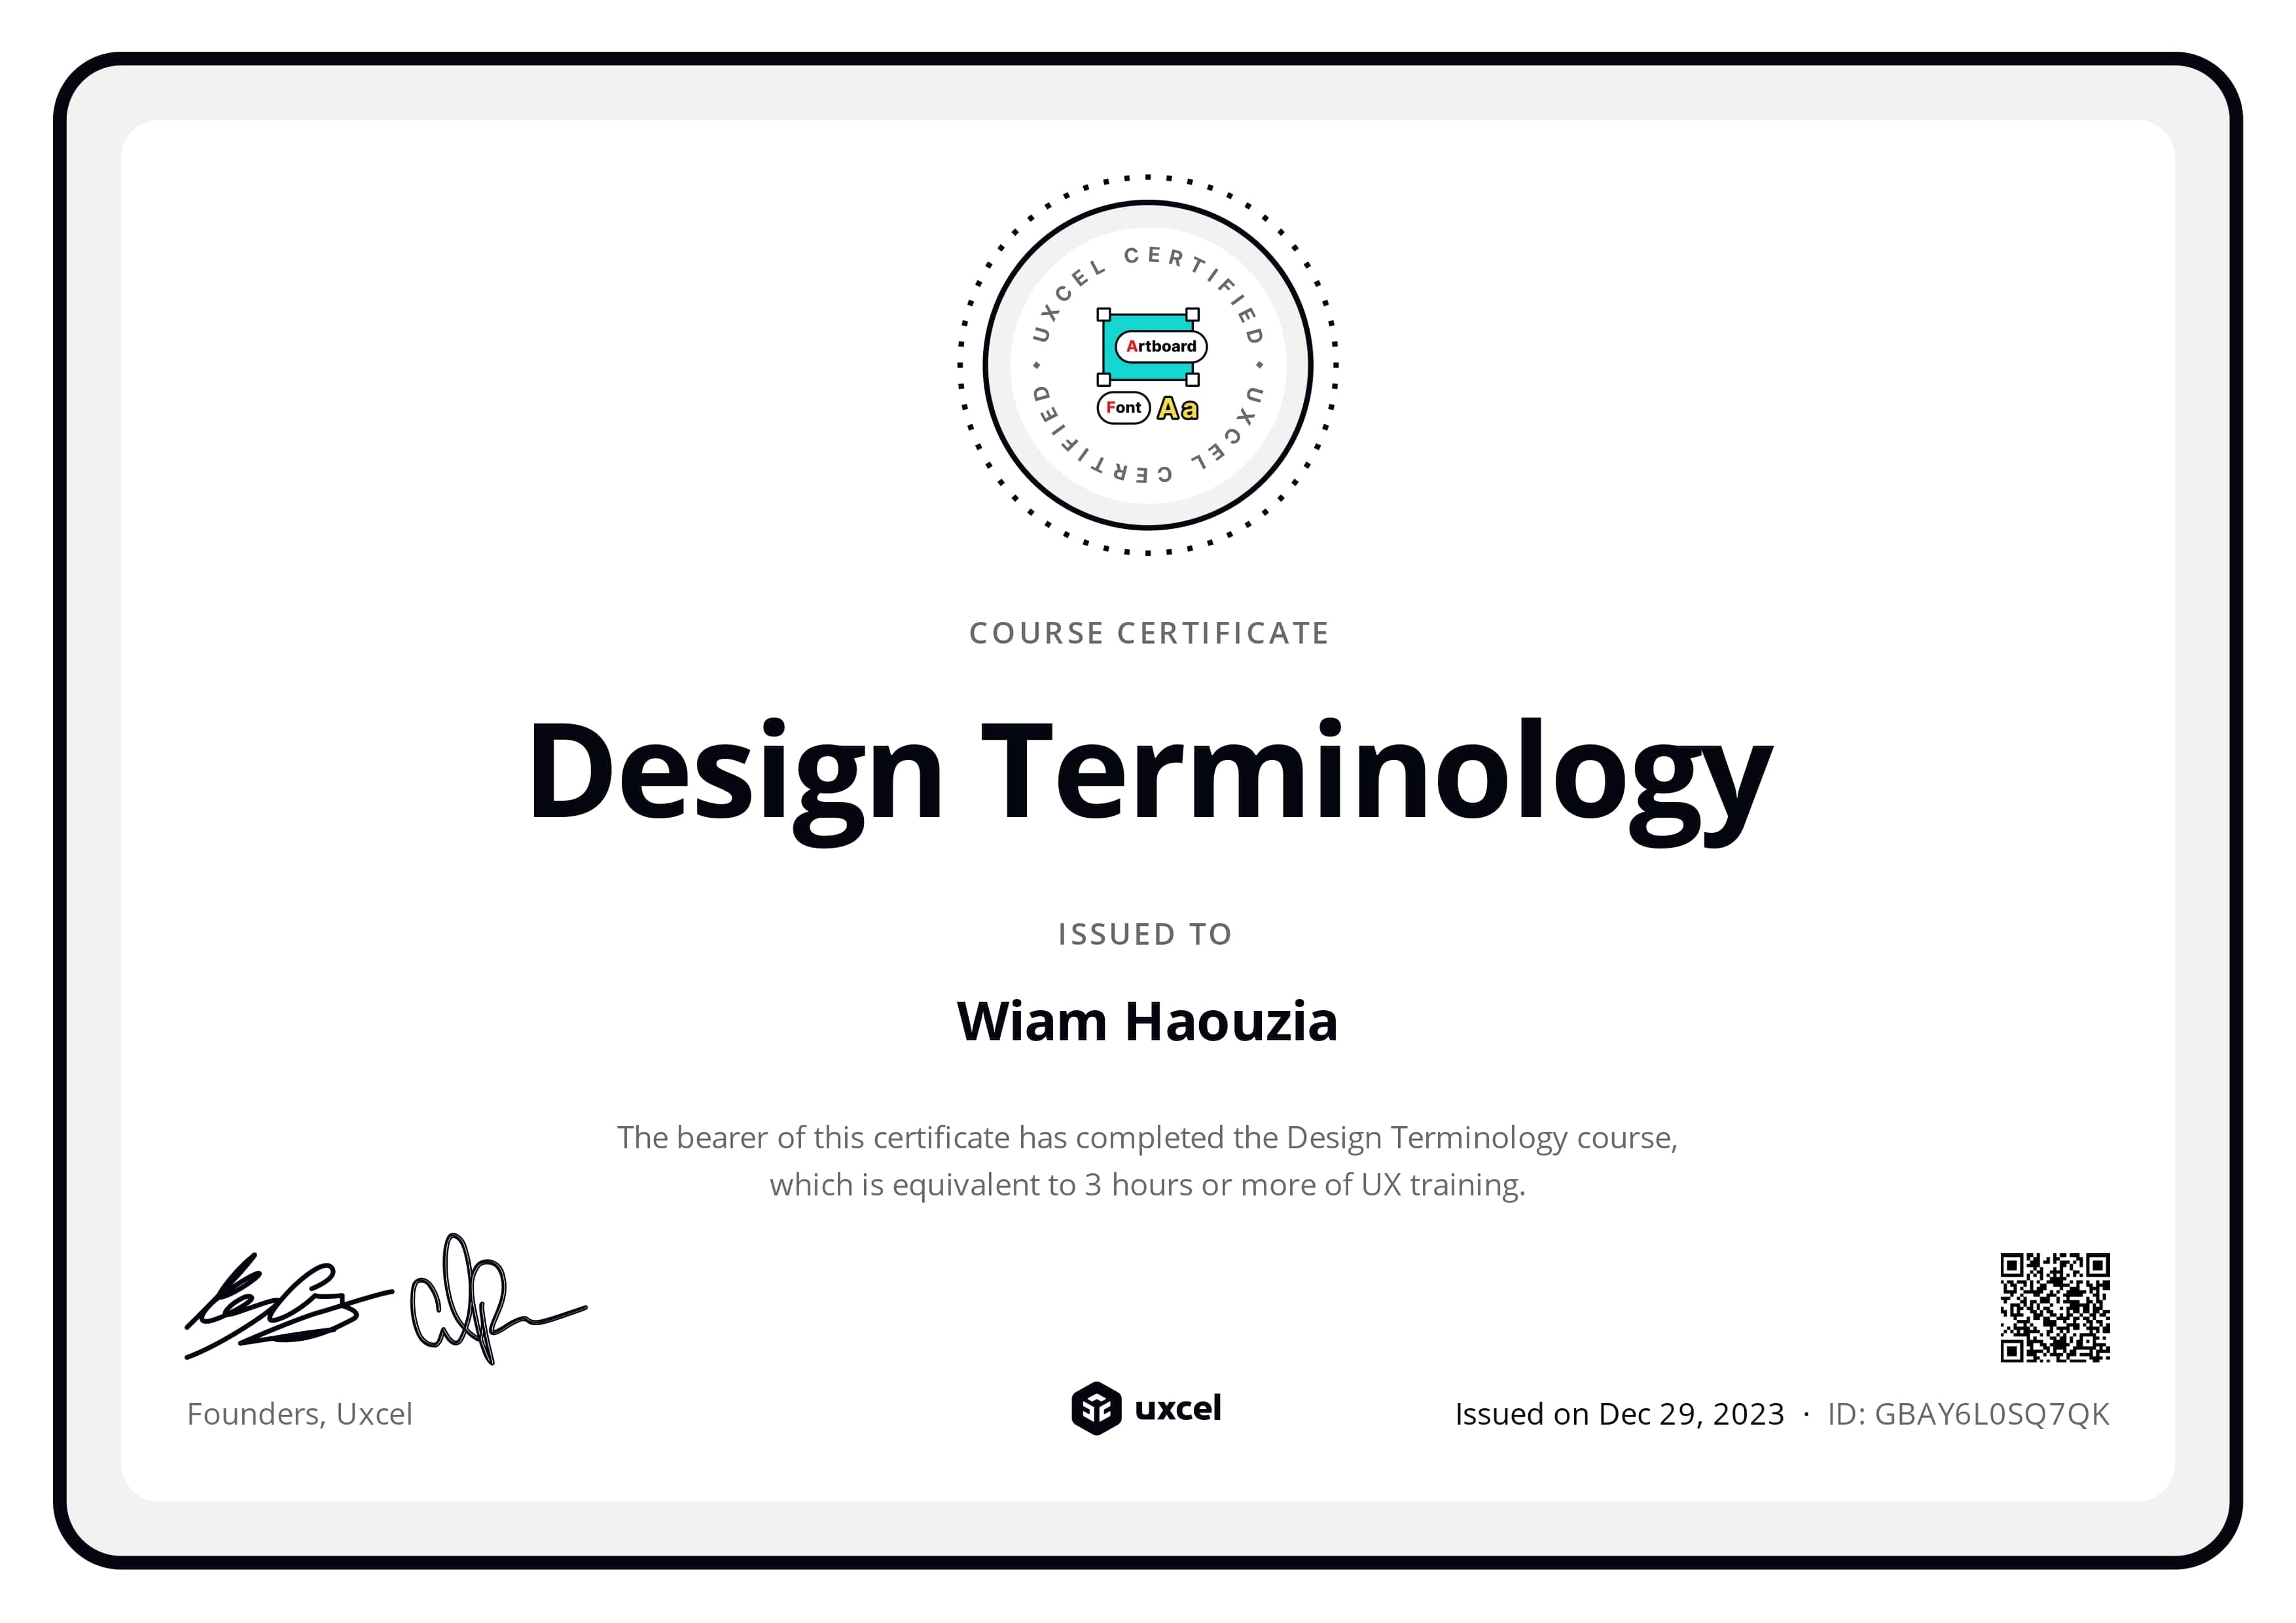 UXCEL CERTIFIED • UXCEL CERTIFIED •
Artboard
Font Aa
COURSE CERTIFICATE
Design Terminology
ISSUED TO
Wiam Haouzia
The bearer of this certificate has completed the Design Terminology course,
which is equivalent to 3 hours or more of UX training.
Founders, Uxcel
uxcel
Issued on Dec 29, 2023 · ID: GBAY6L0SQ7QK